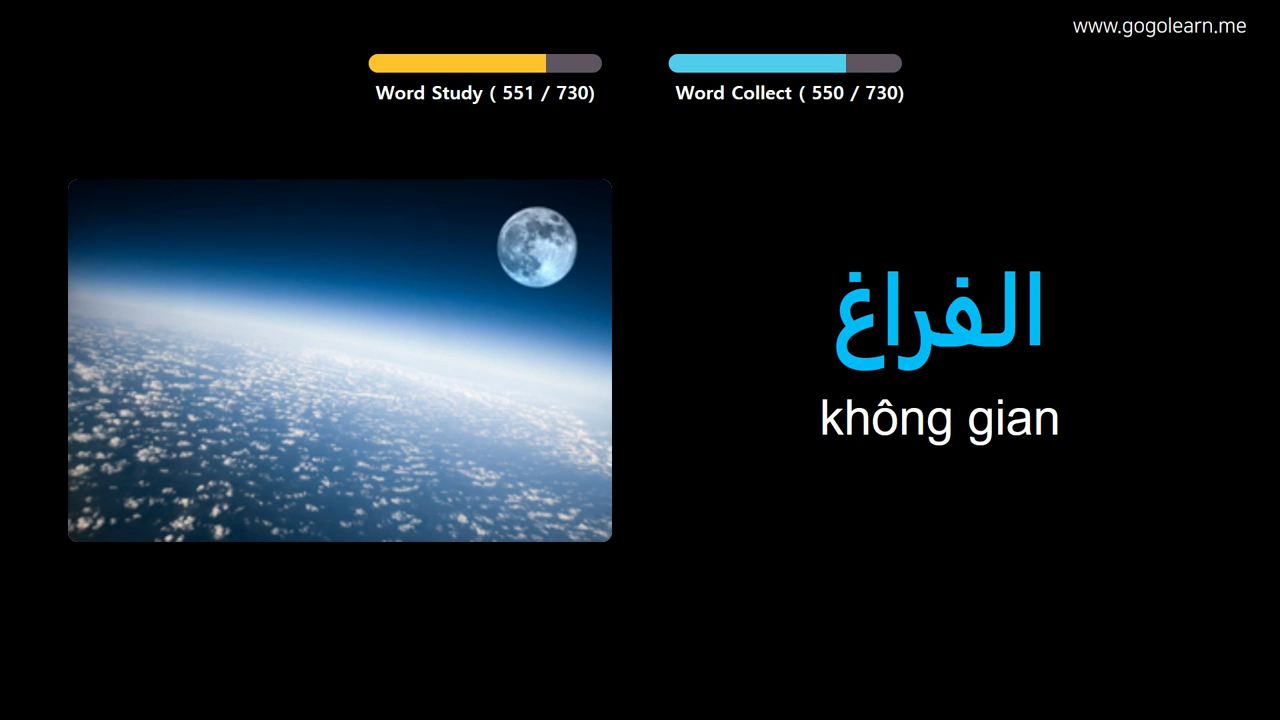 www.gogolearn.me
Word Study ( 551 / 730)
Word Collect ( 550 / 730)
الفراغ
không gian